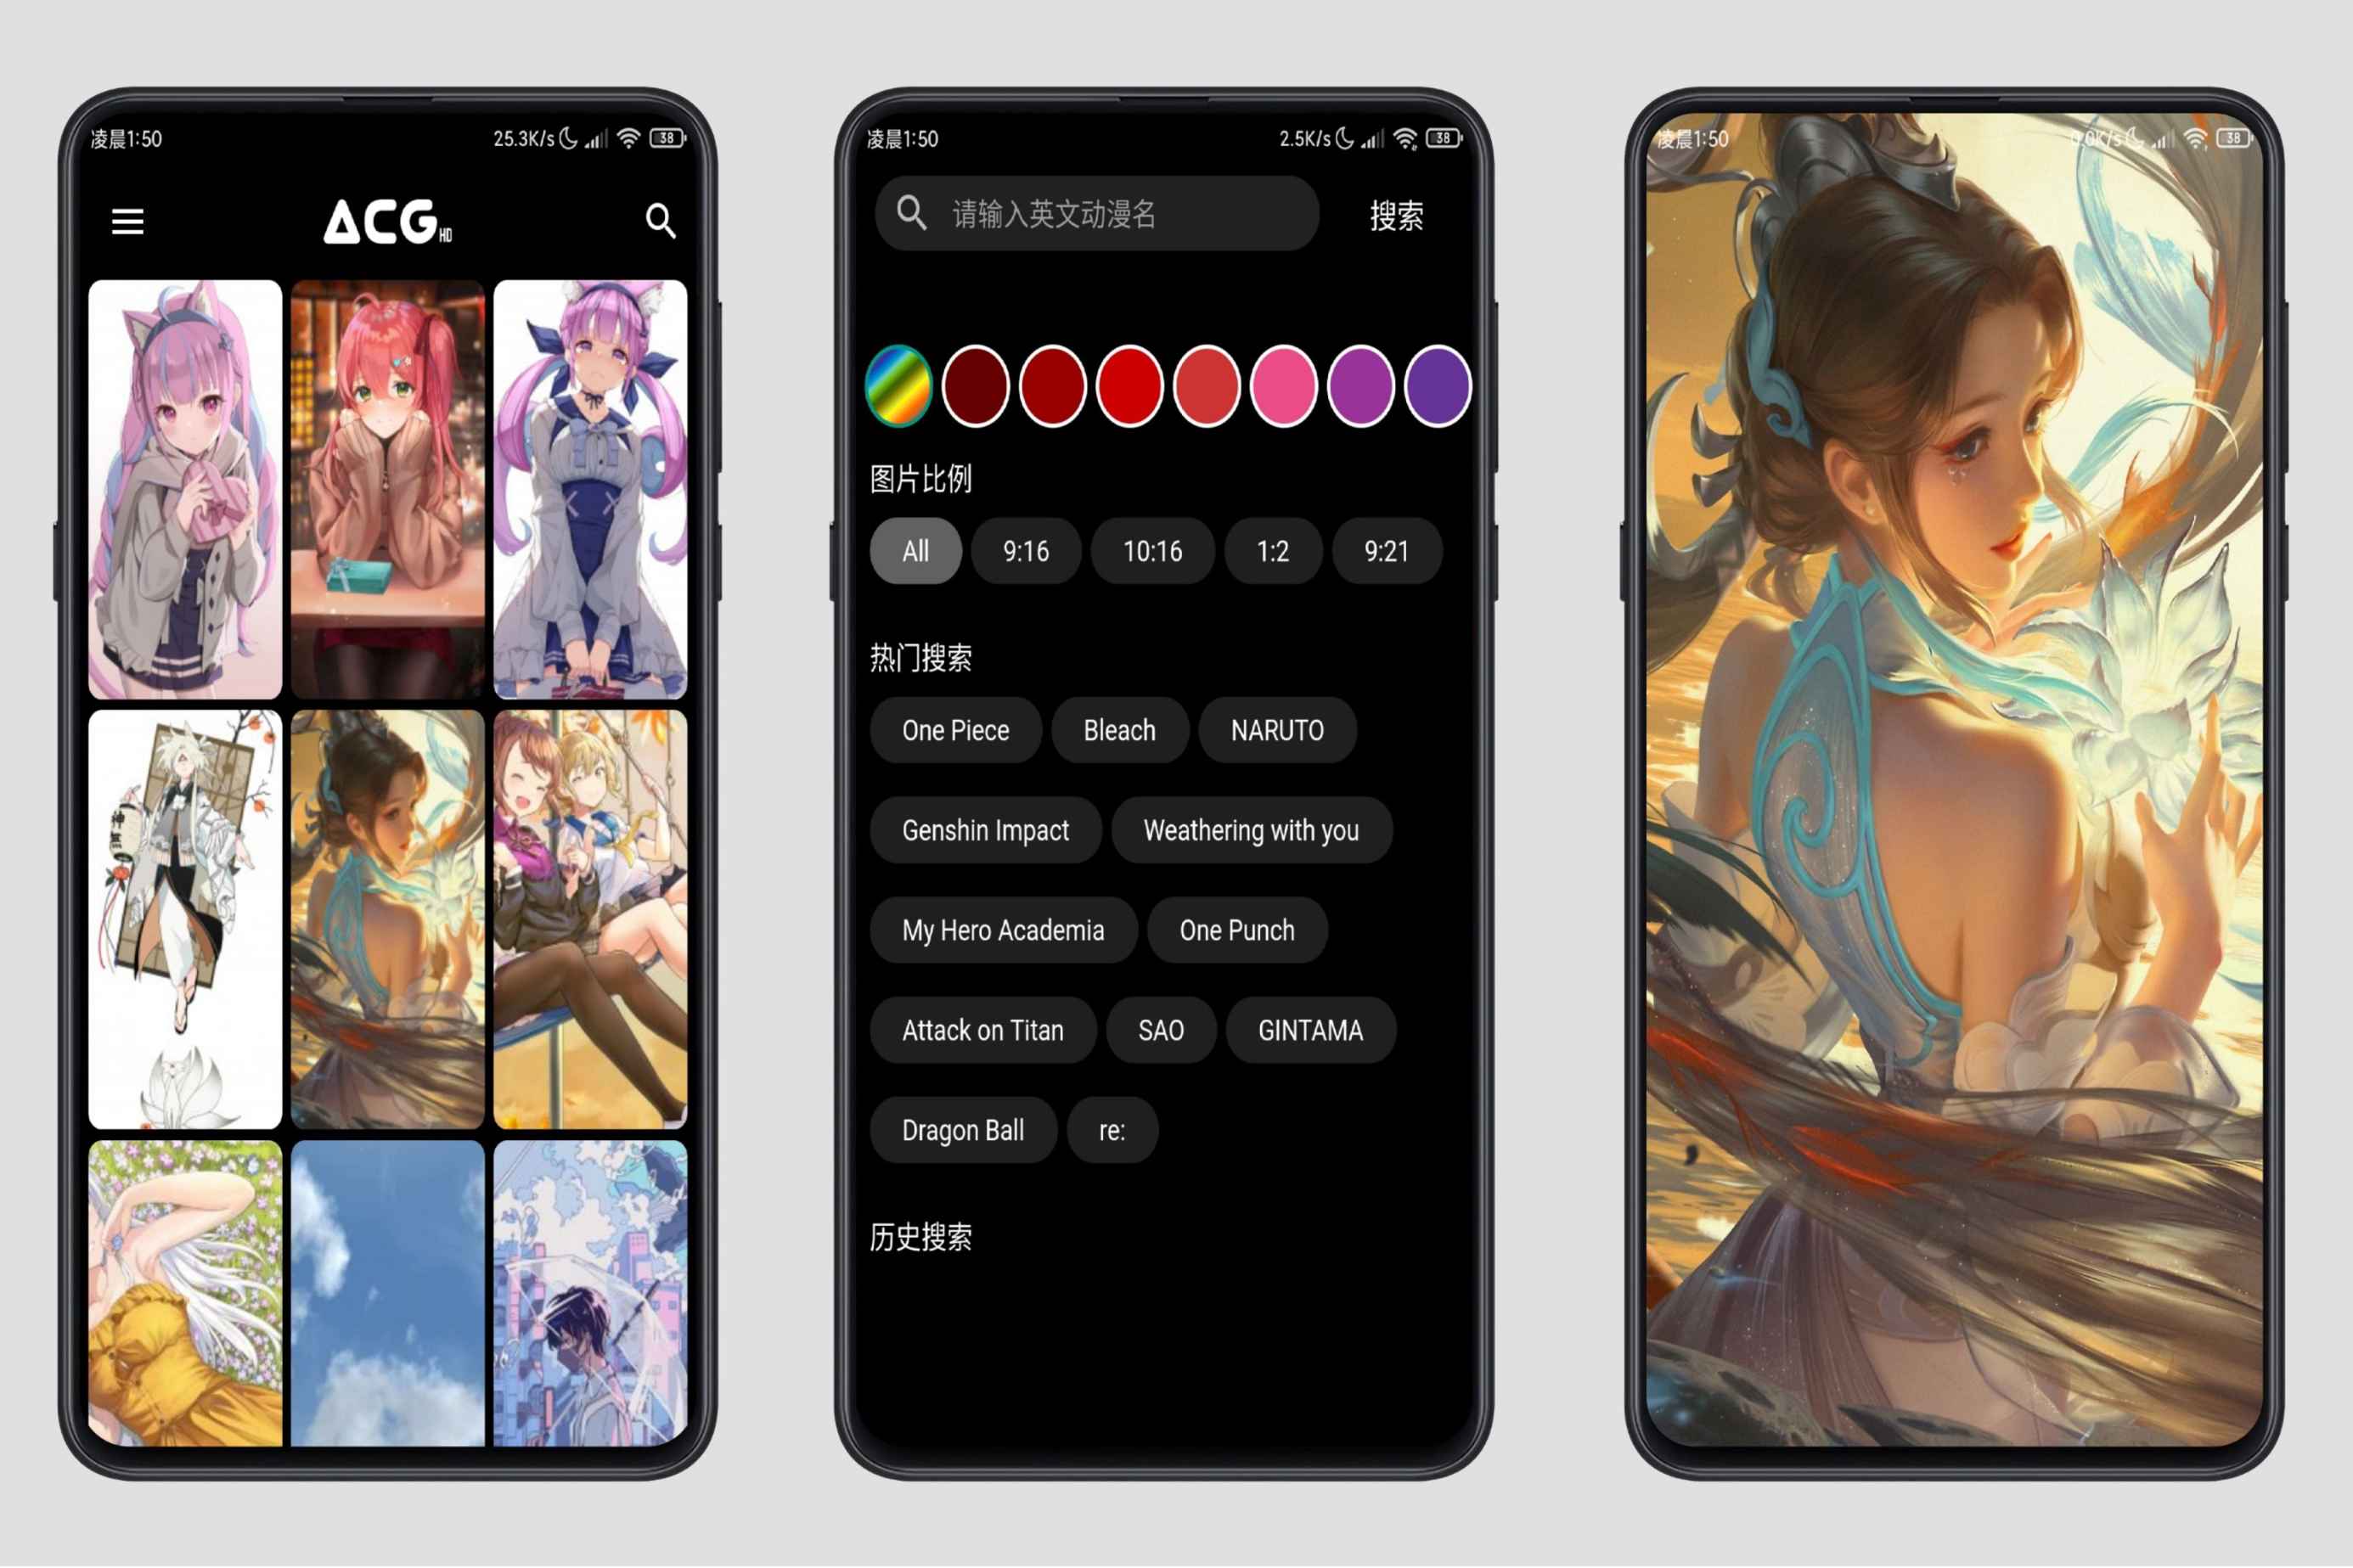 凌晨1:50 25.3K/s 38
ACG HD
神無
凌晨1:50 2.5K/s 38
请输入英文动漫名 搜索
图片比例
All 9:16 10:16 1:2 9:21
热门搜索
One Piece Bleach NARUTO
Genshin Impact Weathering with you
My Hero Academia One Punch
Attack on Titan SAO GINTAMA
Dragon Ball re:
历史搜索
凌晨1:50 0.0K/s 38